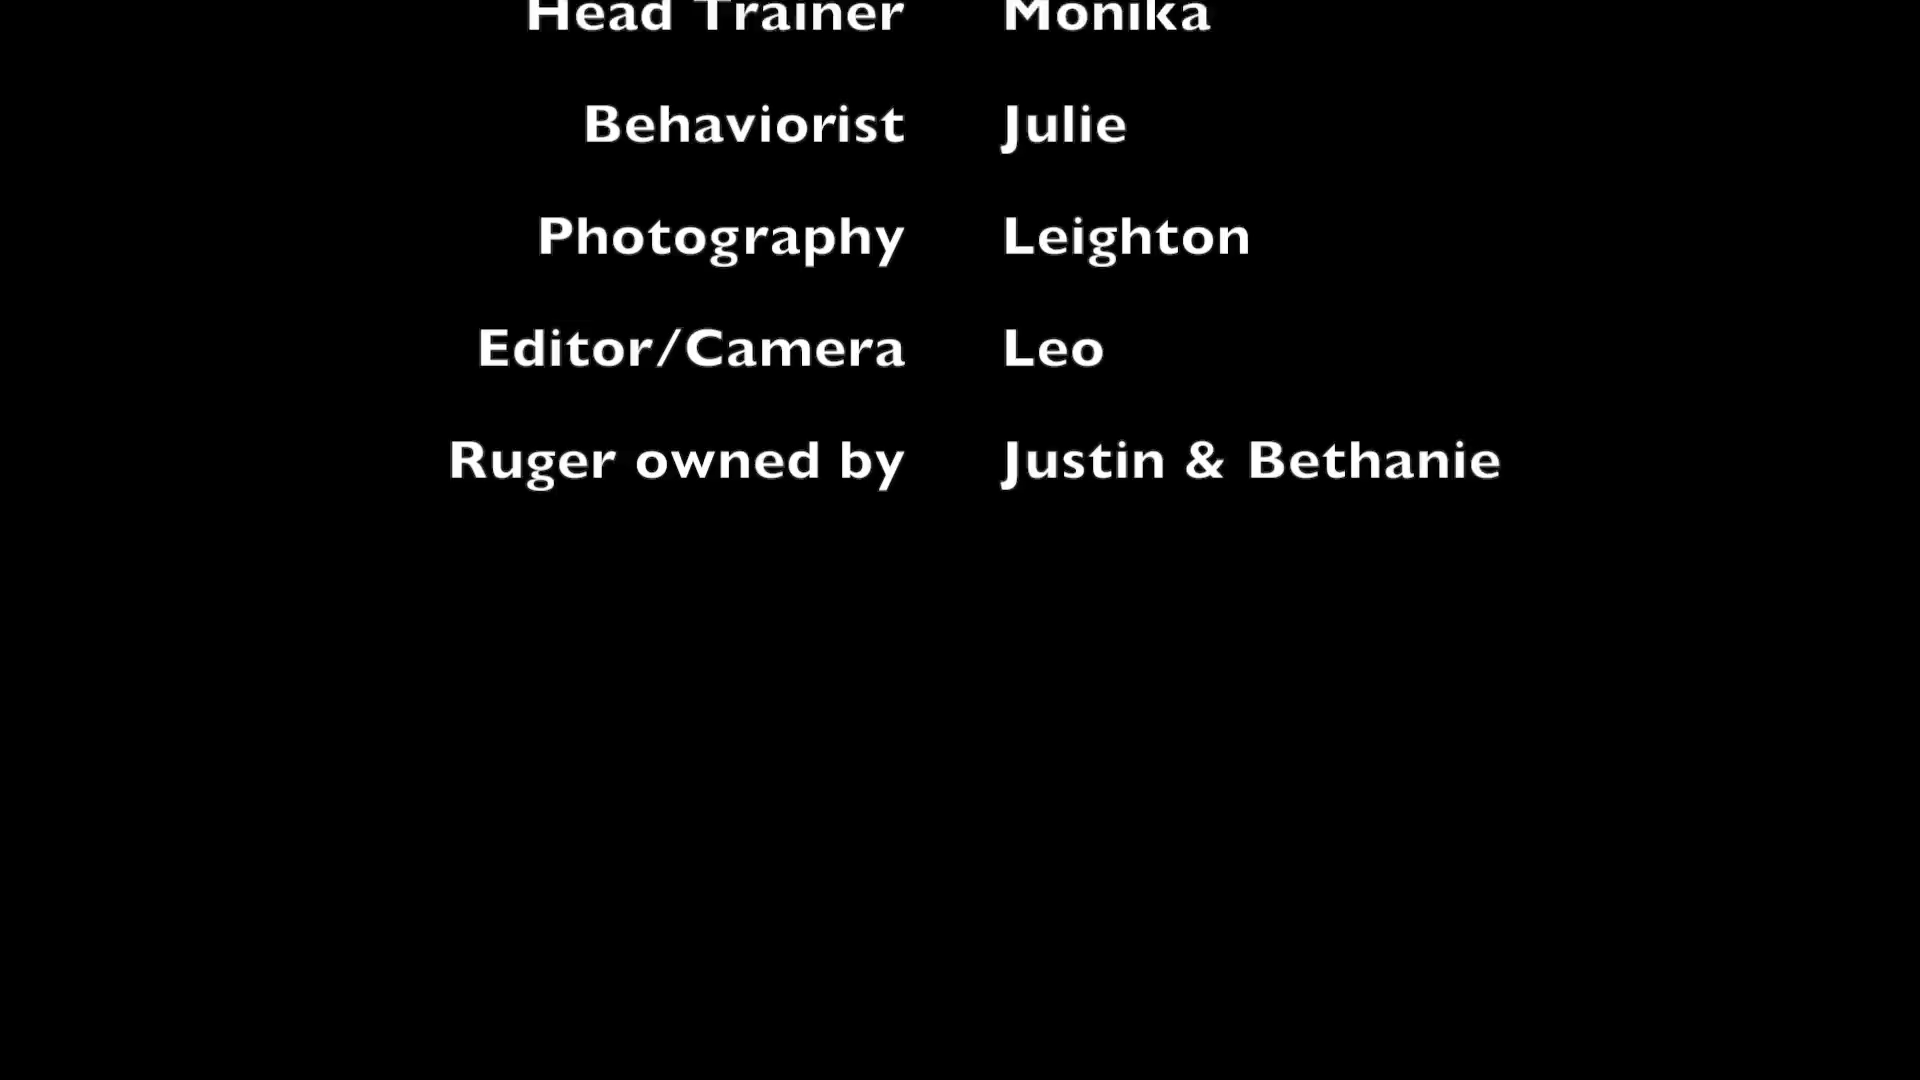 Head Trainer Monika
Behaviorist Julie
Photography Leighton
Editor/Camera Leo
Ruger owned by Justin & Bethanie